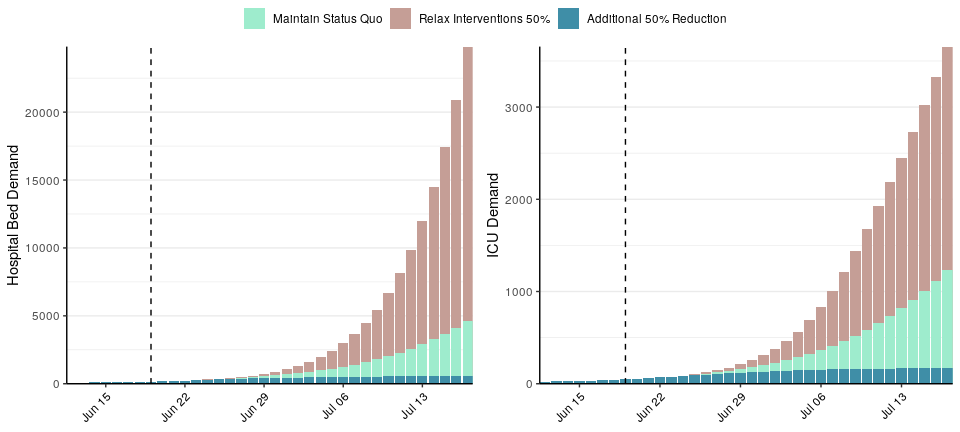 Maintain Status Quo Relax Interventions 50% Additional 50% Reduction
Hospital Bed Demand
20000
15000
10000
5000
0
Jun 15 Jun 22 Jun 29 Jul 06 Jul 13
ICU Demand
3000
2000
1000
0
Jun 15 Jun 22 Jun 29 Jul 06 Jul 13